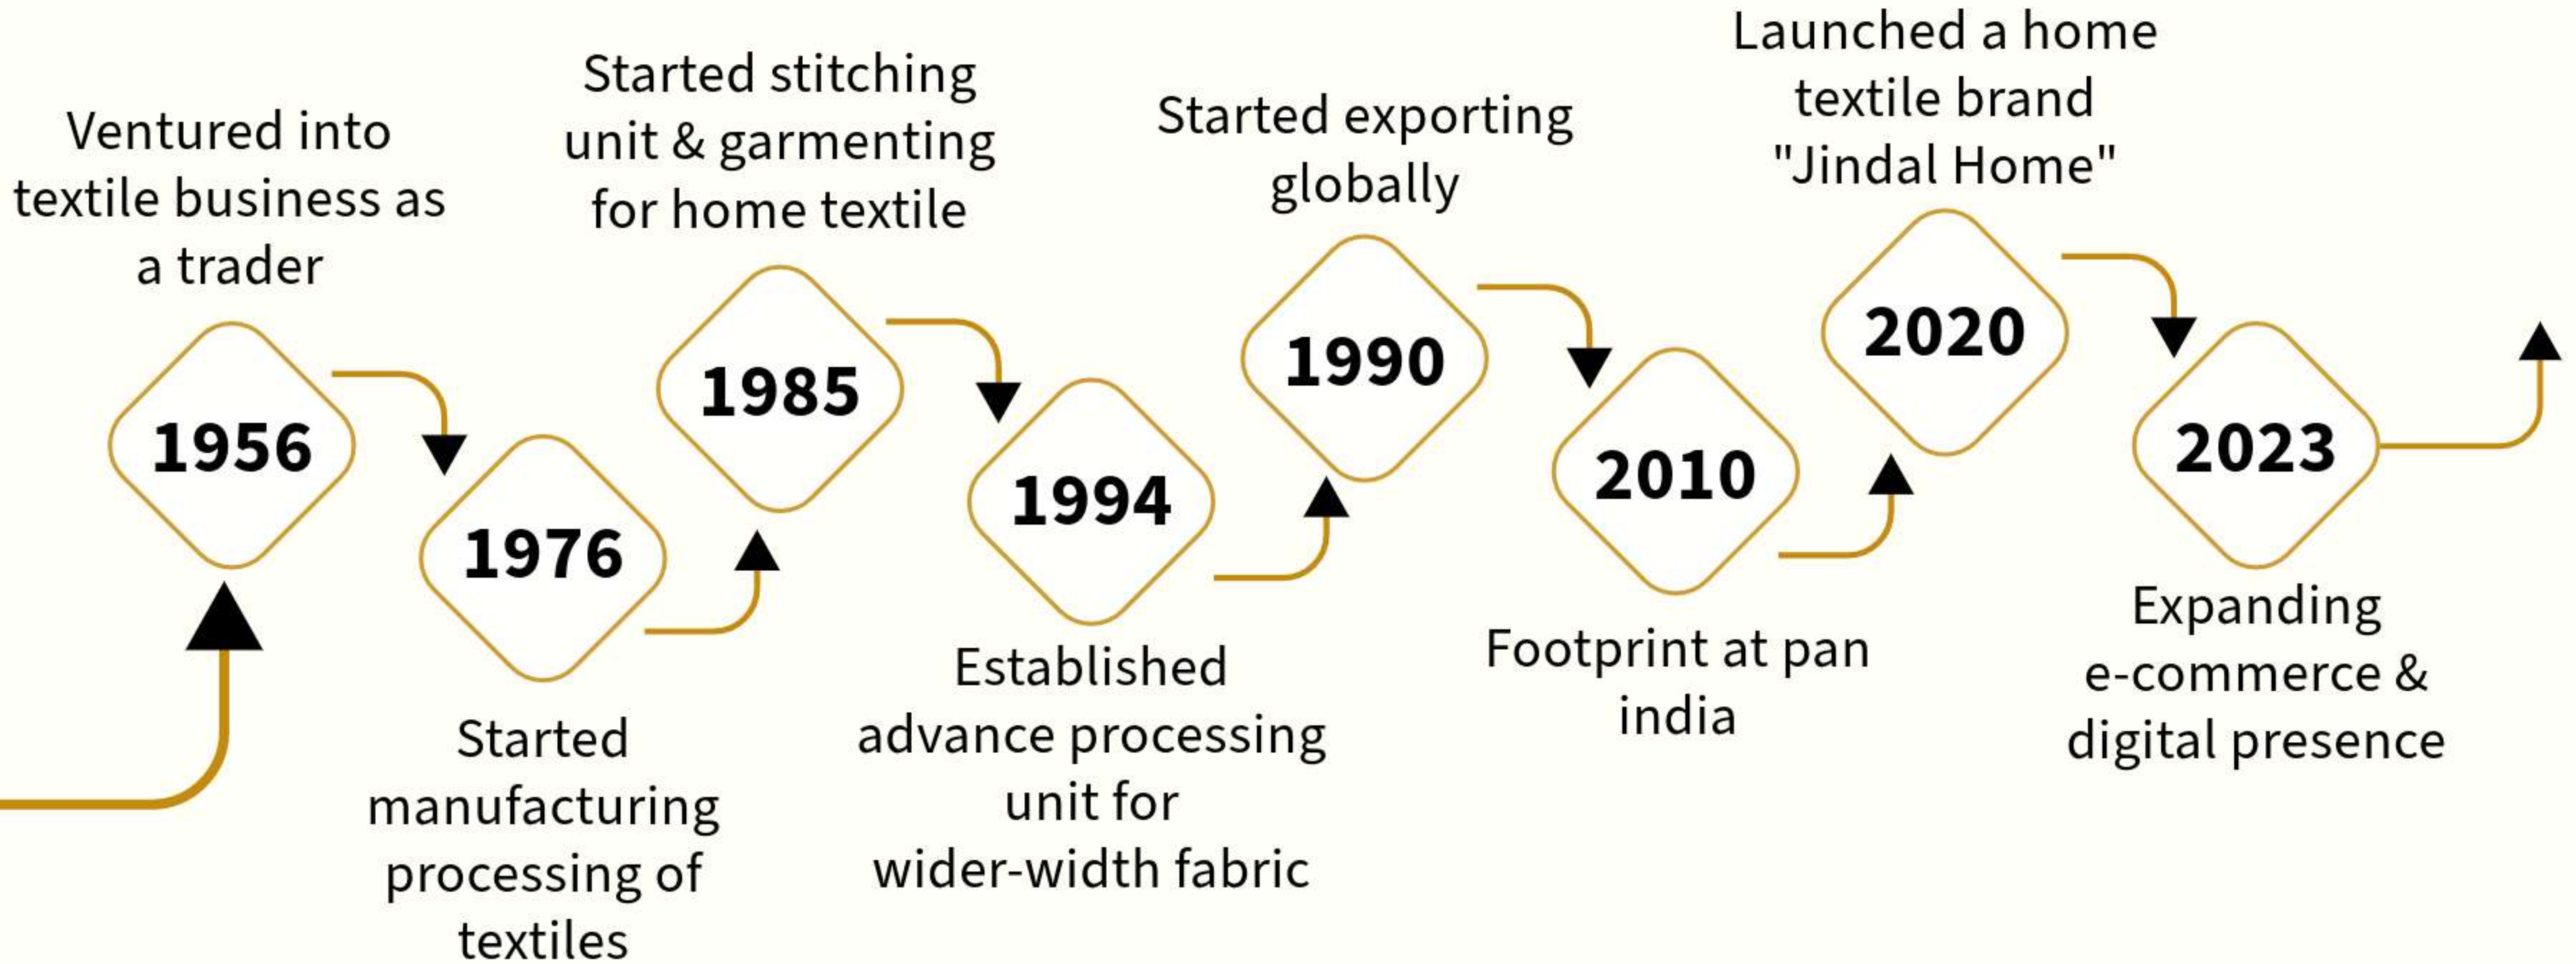 Ventured into
textile business as
a trader
1956
1976
Started
manufacturing
processing of
textiles
Started stitching
unit & garmenting
for home textile
1985
1994
Established
advance processing
unit for
wider-width fabric
Started exporting
globally
1990
2010
Footprint at pan
india
Launched a home
textile brand
"Jindal Home"
2020
2023
Expanding
e-commerce &
digital presence